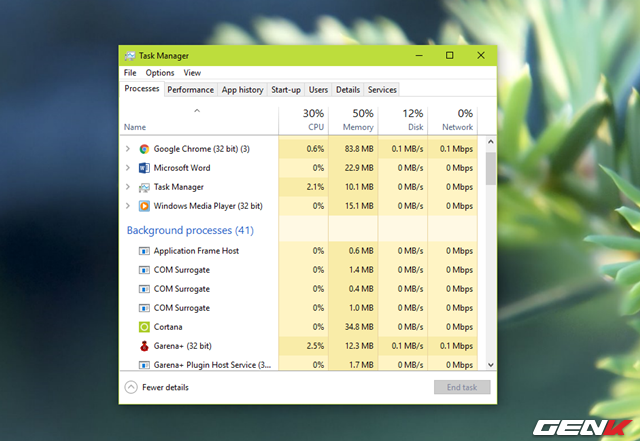 Task Manager
File Options View
Processes Performance App history Start-up Users Details Services
30% 50% 12% 0%
Name CPU Memory Disk Network
Google Chrome (32 bit) (3) 0.6% 83.8 MB 0.1 MB/s 0.1 Mbps
Microsoft Word 0% 22.9 MB 0 MB/s 0 Mbps
Task Manager 2.1% 10.1 MB 0 MB/s 0 Mbps
Windows Media Player (32 bit) 0% 15.1 MB 0 MB/s 0 Mbps
Background processes (41)
Application Frame Host 0% 0.6 MB 0 MB/s 0 Mbps
COM Surrogate 0% 1.4 MB 0 MB/s 0 Mbps
COM Surrogate 0% 0.4 MB 0 MB/s 0 Mbps
COM Surrogate 0% 1.0 MB 0 MB/s 0 Mbps
Cortana 0% 34.8 MB 0 MB/s 0 Mbps
Garena+ (32 bit) 2.5% 12.3 MB 0.1 MB/s 0.1 Mbps
Garena+ Plugin Host Service (3... 0% 1.7 MB 0 MB/s 0 Mbps
Fewer details End task
GENK